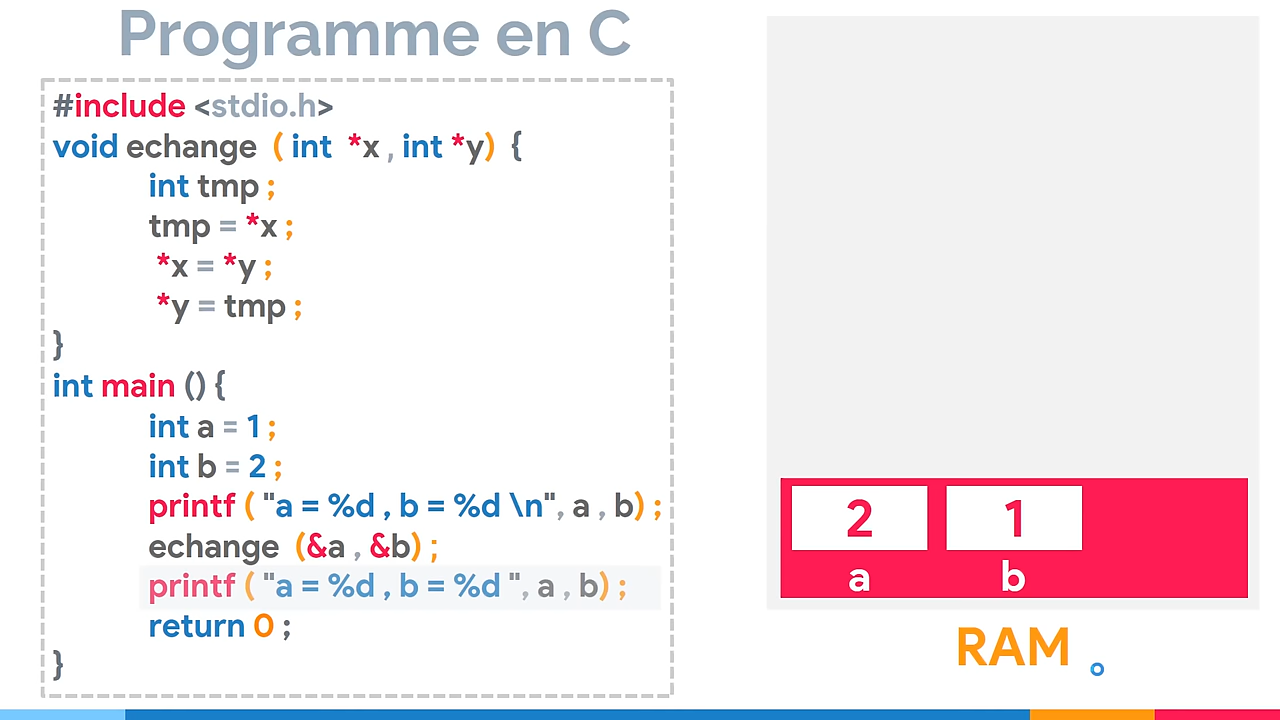 Programme en C
#include <stdio.h>
void echange ( int *x , int *y) {
int tmp ;
tmp = *x ;
*x = *y ;
*y = tmp ;
}
int main () {
int a = 1 ;
int b = 2 ;
printf ( "a = %d , b = %d \n", a , b) ;
echange (&a , &b) ;
printf ( "a = %d , b = %d ", a , b) ;
return 0 ;
}
2 1
a b
RAM